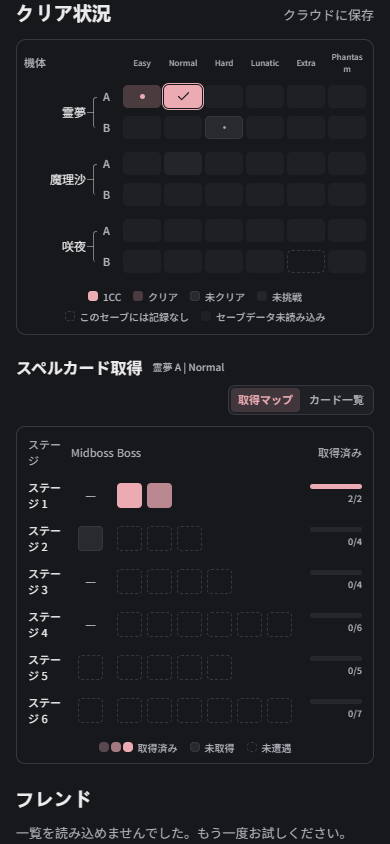 クリア状況
クラウドに保存
機体 Easy Normal Hard Lunatic Extra Phantas
m
霊夢 A
B
魔理沙 A
B
咲夜 A
B
1CC クリア 未クリア 未挑戦
このセーブには記録なし セーブデータ未読み込み
スペルカード取得 霊夢 A | Normal
取得マップ カード一覧
ステー
ジ Midboss Boss 取得済み
ステー
ジ 1 — 2/2
ステー
ジ 2 0/4
ステー
ジ 3 — 0/4
ステー
ジ 4 — 0/6
ステー
ジ 5 0/5
ステー
ジ 6 0/7
取得済み 未取得 未遭遇
フレンド
一覧を読み込めませんでした。もう一度お試しください。